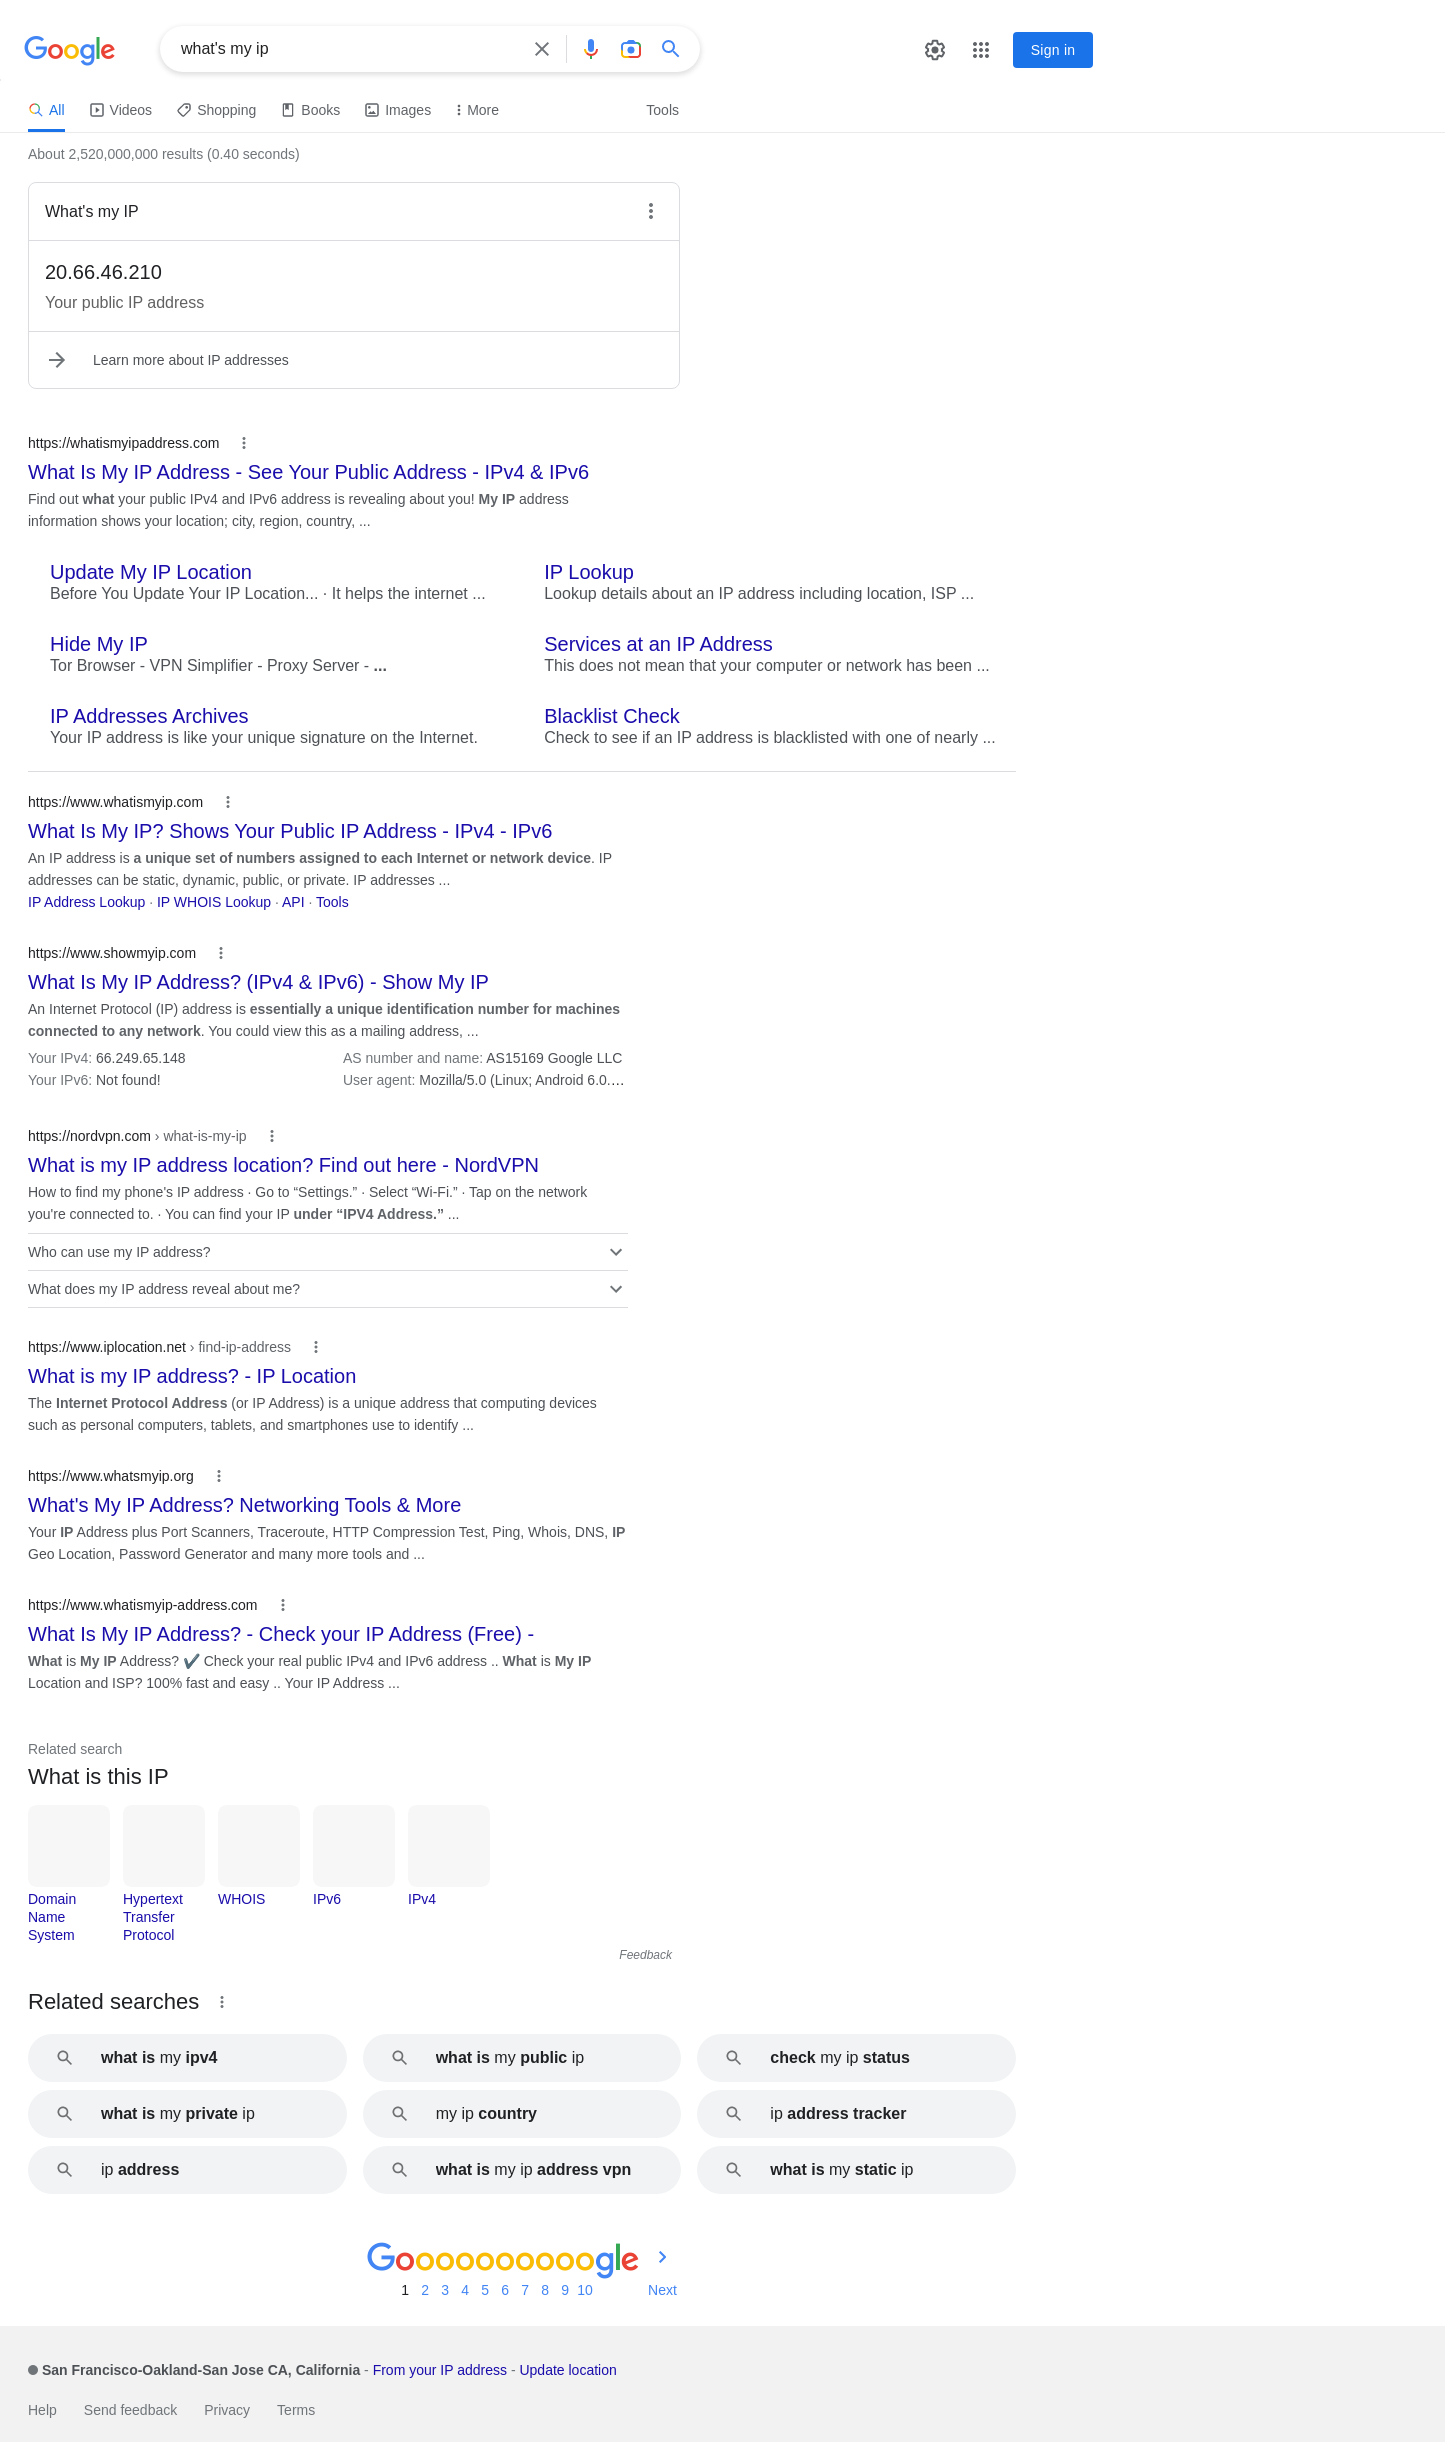 Google
what's my ip
Sign in
All
Videos
Shopping
Books
Images
More
Tools
About 2,520,000,000 results (0.40 seconds)
What's my IP
20.66.46.210
Your public IP address
Learn more about IP addresses
https://whatismyipaddress.com
What Is My IP Address - See Your Public Address - IPv4 & IPv6
Find out what your public IPv4 and IPv6 address is revealing about you! My IP address
information shows your location; city, region, country, ...
Update My IP Location
Before You Update Your IP Location... · It helps the internet ...
IP Lookup
Lookup details about an IP address including location, ISP ...
Hide My IP
Tor Browser - VPN Simplifier - Proxy Server - ...
Services at an IP Address
This does not mean that your computer or network has been ...
IP Addresses Archives
Your IP address is like your unique signature on the Internet.
Blacklist Check
Check to see if an IP address is blacklisted with one of nearly ...
https://www.whatismyip.com
What Is My IP? Shows Your Public IP Address - IPv4 - IPv6
An IP address is a unique set of numbers assigned to each Internet or network device. IP
addresses can be static, dynamic, public, or private. IP addresses ...
IP Address Lookup · IP WHOIS Lookup · API · Tools
https://www.showmyip.com
What Is My IP Address? (IPv4 & IPv6) - Show My IP
An Internet Protocol (IP) address is essentially a unique identification number for machines
connected to any network. You could view this as a mailing address, ...
Your IPv4: 66.249.65.148
AS number and name: AS15169 Google LLC
Your IPv6: Not found!
User agent: Mozilla/5.0 (Linux; Android 6.0.…
https://nordvpn.com › what-is-my-ip
What is my IP address location? Find out here - NordVPN
How to find my phone's IP address · Go to “Settings.” · Select “Wi-Fi.” · Tap on the network
you're connected to. · You can find your IP under “IPV4 Address.” ...
Who can use my IP address?
What does my IP address reveal about me?
https://www.iplocation.net › find-ip-address
What is my IP address? - IP Location
The Internet Protocol Address (or IP Address) is a unique address that computing devices
such as personal computers, tablets, and smartphones use to identify ...
https://www.whatsmyip.org
What's My IP Address? Networking Tools & More
Your IP Address plus Port Scanners, Traceroute, HTTP Compression Test, Ping, Whois, DNS, IP
Geo Location, Password Generator and many more tools and ...
https://www.whatismyip-address.com
What Is My IP Address? - Check your IP Address (Free) -
What is My IP Address? ✔️ Check your real public IPv4 and IPv6 address .. What is My IP
Location and ISP? 100% fast and easy .. Your IP Address ...
Related search
What is this IP
Domain
Name
System
Hypertext
Transfer
Protocol
WHOIS
IPv6
IPv4
Feedback
Related searches
what is my ipv4
what is my public ip
check my ip status
what is my private ip
my ip country
ip address tracker
ip address
what is my ip address vpn
what is my static ip
Goooooooooogle
1 2 3 4 5 6 7 8 9 10 Next
San Francisco-Oakland-San Jose CA, California - From your IP address - Update location
Help
Send feedback
Privacy
Terms